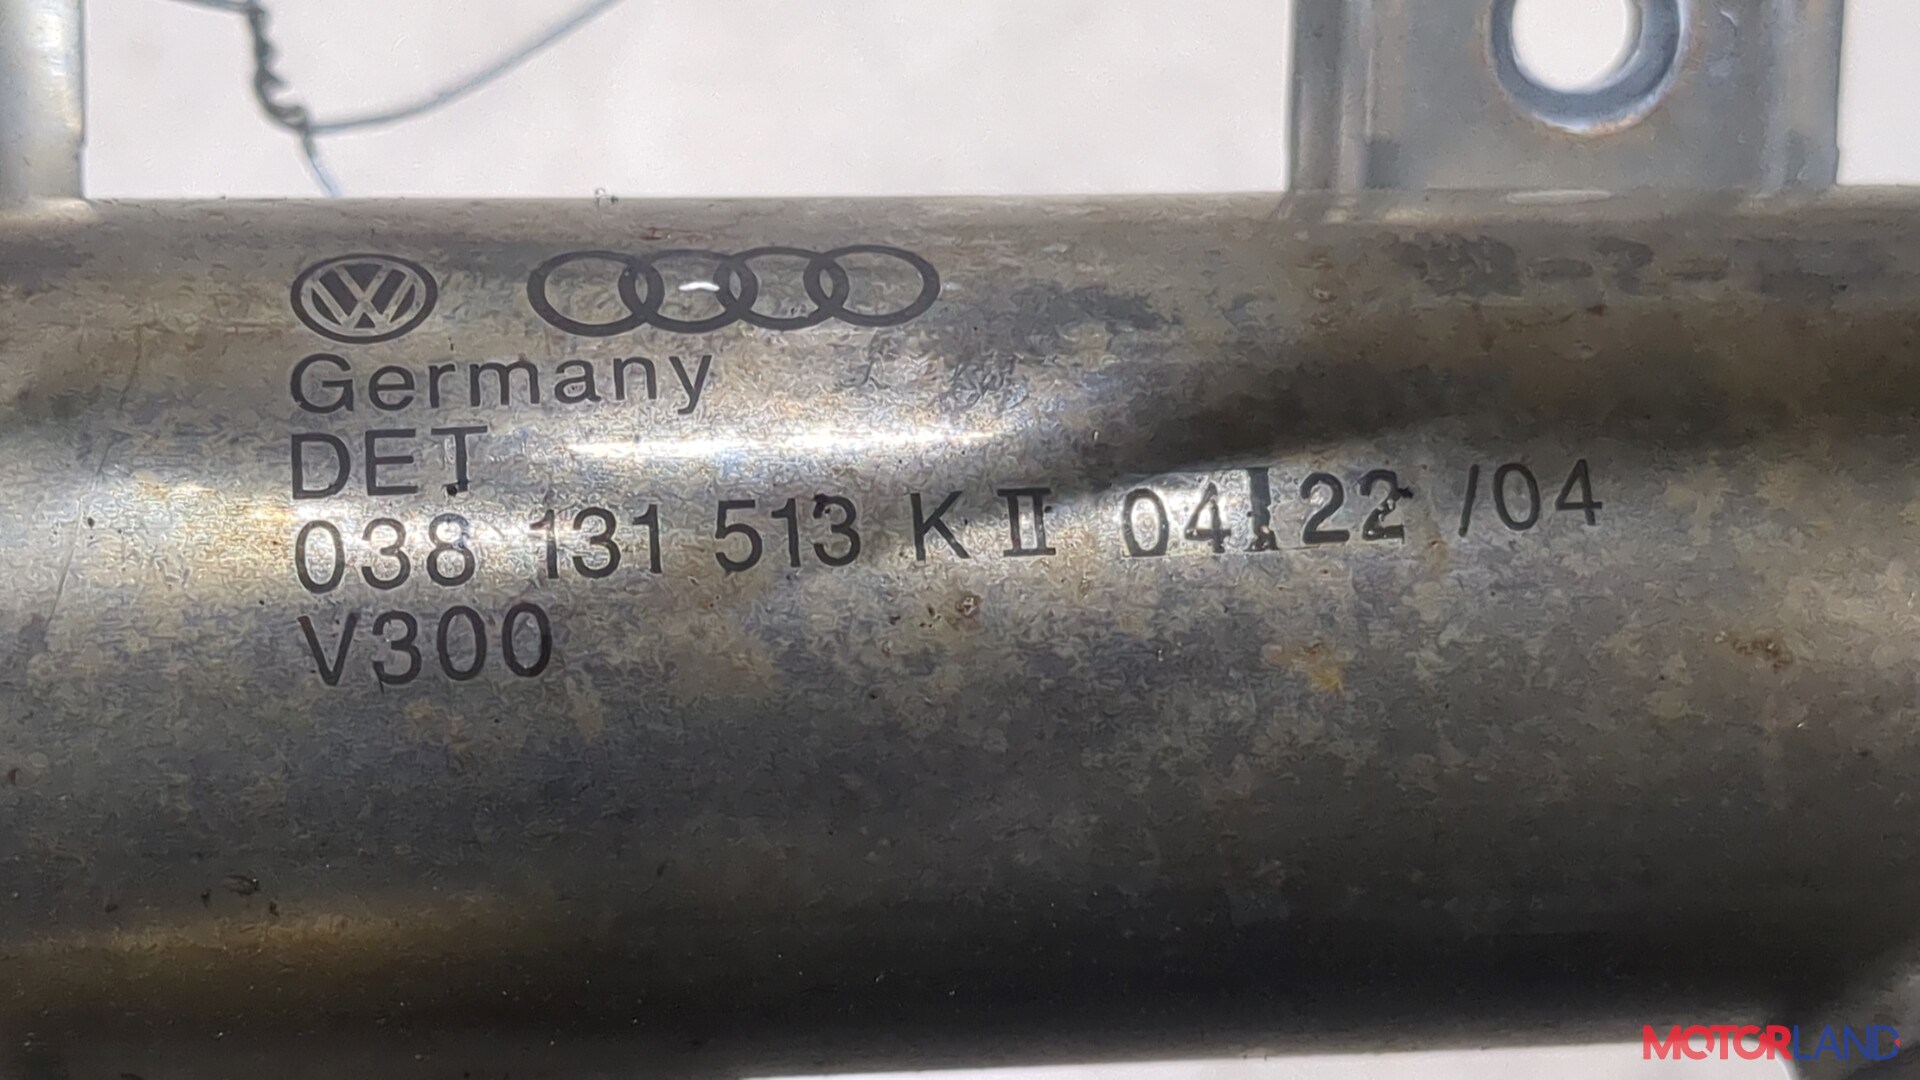 Germany
DET
038 131 513 K II 04 22 /04
V300
MOTORLAND